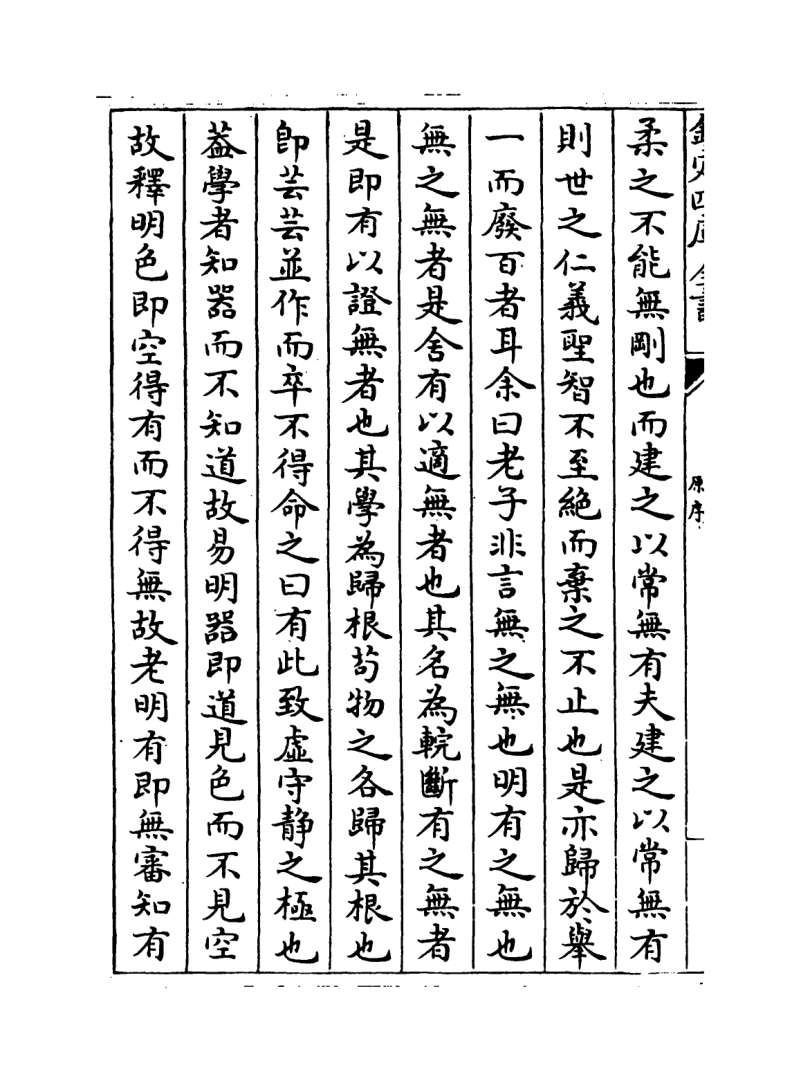 欽定四庫全書
原序
柔之不能無剛也而建之以常無有夫建之以常無有
則世之仁義聖智不至絶而棄之不止也是亦歸於舉
一而廢百者耳余曰老子非言無之無也明有之無也
無之無者是舍有以適無者也其名為輐斷有之無者
是即有以證無者也其學為歸根茍物之各歸其根也
即芸芸並作而卒不得命之曰有此致虛守静之極也
葢學者知器而不知道故易明器即道見色而不見空
故釋明色即空得有而不得無故老明有即無審知有